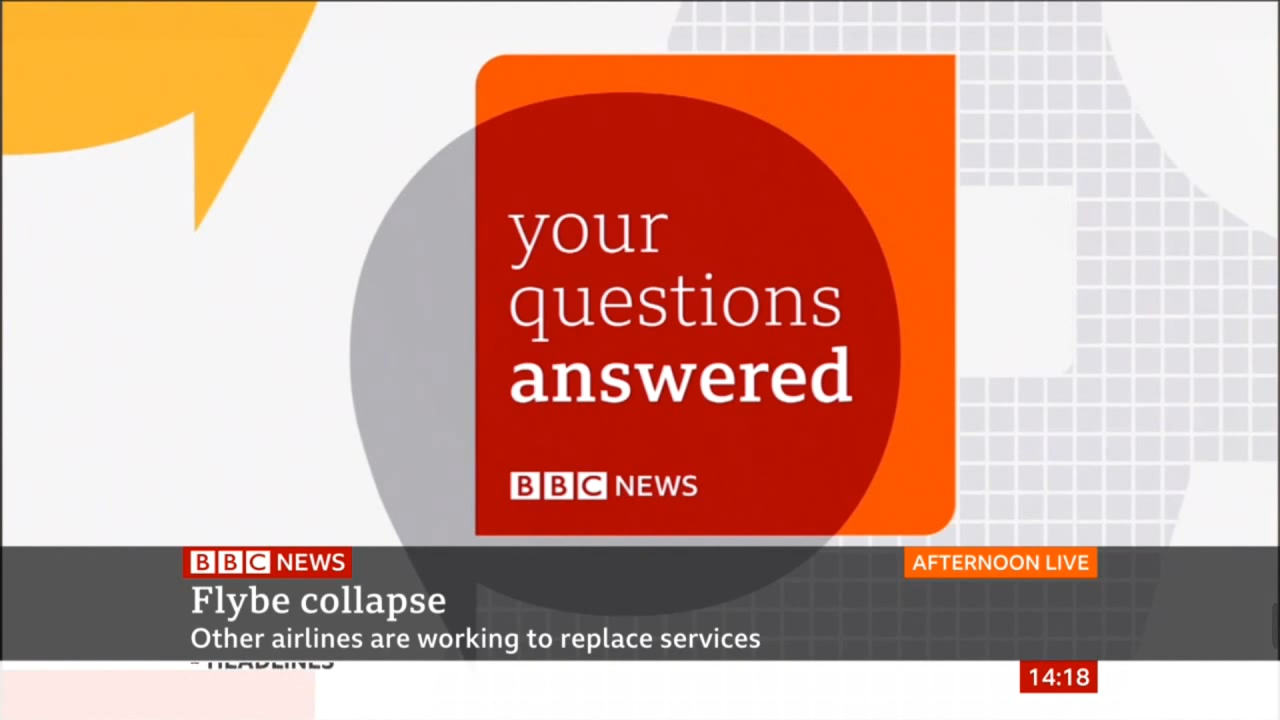 your
questions
answered
BBC NEWS
BBC NEWS
AFTERNOON LIVE
Flybe collapse
Other airlines are working to replace services
HEADLINES
14:18